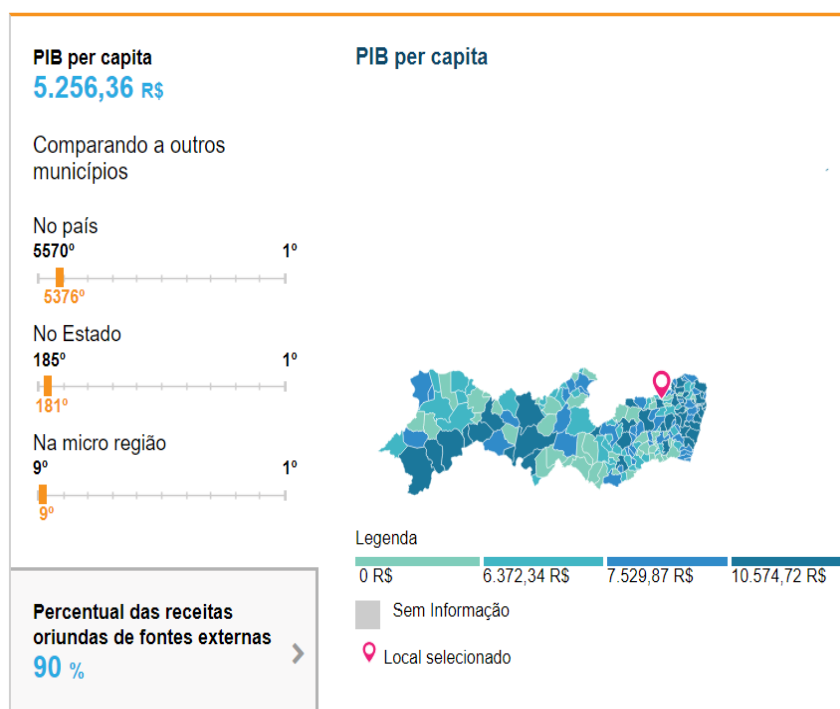 PIB per capita
5.256,36 R$
Comparando a outros
municípios
No país
5570º 1º
5376º
No Estado
185º 1º
181º
Na micro região
9º 1º
9º
Percentual das receitas
oriundas de fontes externas
90 %
PIB per capita
Legenda
0 R$ 6.372,34 R$ 7.529,87 R$ 10.574,72 R$
Sem Informação
Local selecionado